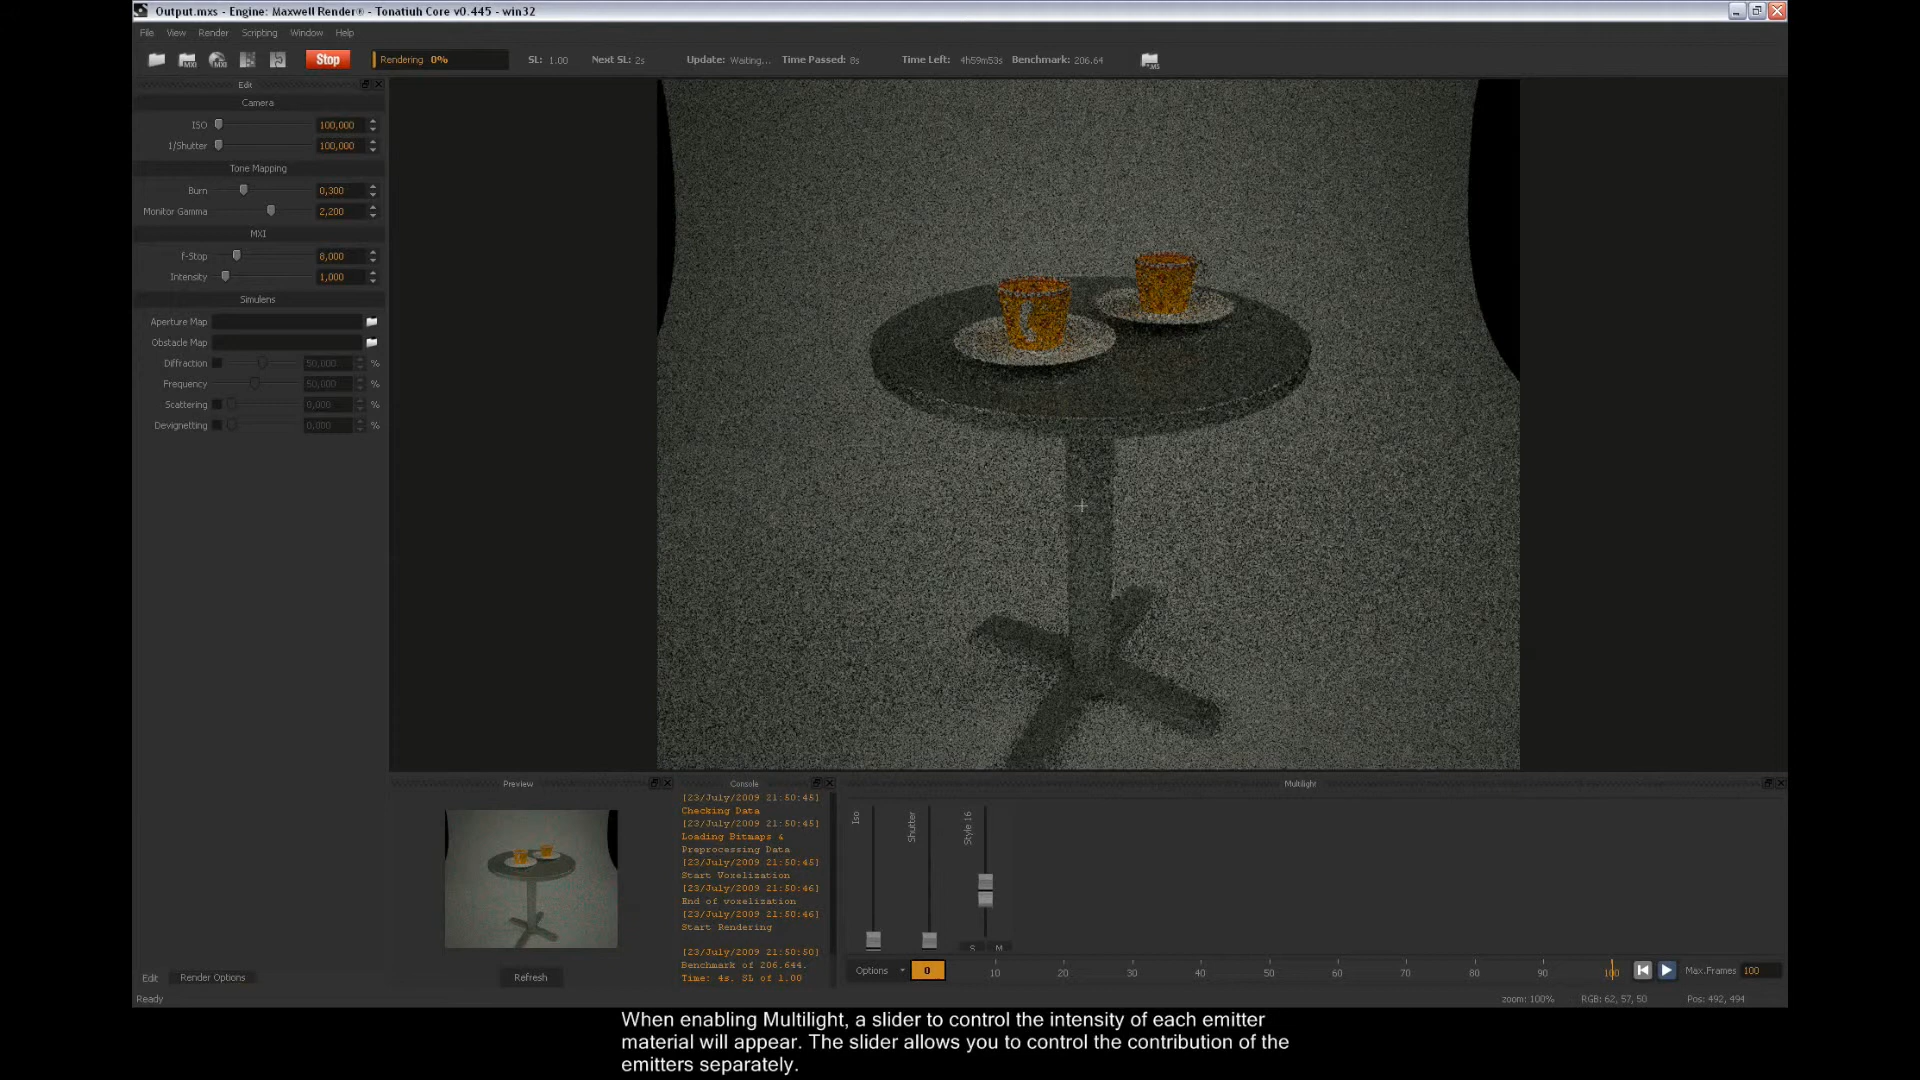 Output.mxs - Engine: Maxwell Render® - Tonatiuh Core v0.445 - win32
File View Render Scripting Window Help
MXI MXI Stop Rendering 0% SL: 1.00 Next SL: 2s Update: Waiting... Time Passed: 8s Time Left: 4h59m53s Benchmark: 206.64
Edit
Camera
ISO 100,000
1/Shutter 100,000
Tone Mapping
Burn 0,300
Monitor Gamma 2,200
MXI
f-Stop 8,000
Intensity 1,000
Simulens
Aperture Map
Obstacle Map
Diffraction 50,000 %
Frequency 50,000 %
Scattering 0,000 %
Devignetting 0,000 %
Edit Render Options
Preview
Refresh
Console
[23/July/2009 21:50:45]
Checking Data
[23/July/2009 21:50:45]
Loading Bitmaps &
Preprocessing Data
[23/July/2009 21:50:45]
Start Voxelization
[23/July/2009 21:50:46]
End of voxelization
[23/July/2009 21:50:46]
Start Rendering
[23/July/2009 21:50:50]
Benchmark of 206.644.
Time: 4s. SL of 1.00
Multilight
Iso Shutter Style 16
S M
Options 0 10 20 30 40 50 60 70 80 90 100 Max.Frames 100
Ready zoom: 100% RGB: 62, 57, 50 Pos: 492, 494
When enabling Multilight, a slider to control the intensity of each emitter
material will appear. The slider allows you to control the contribution of the
emitters separately.